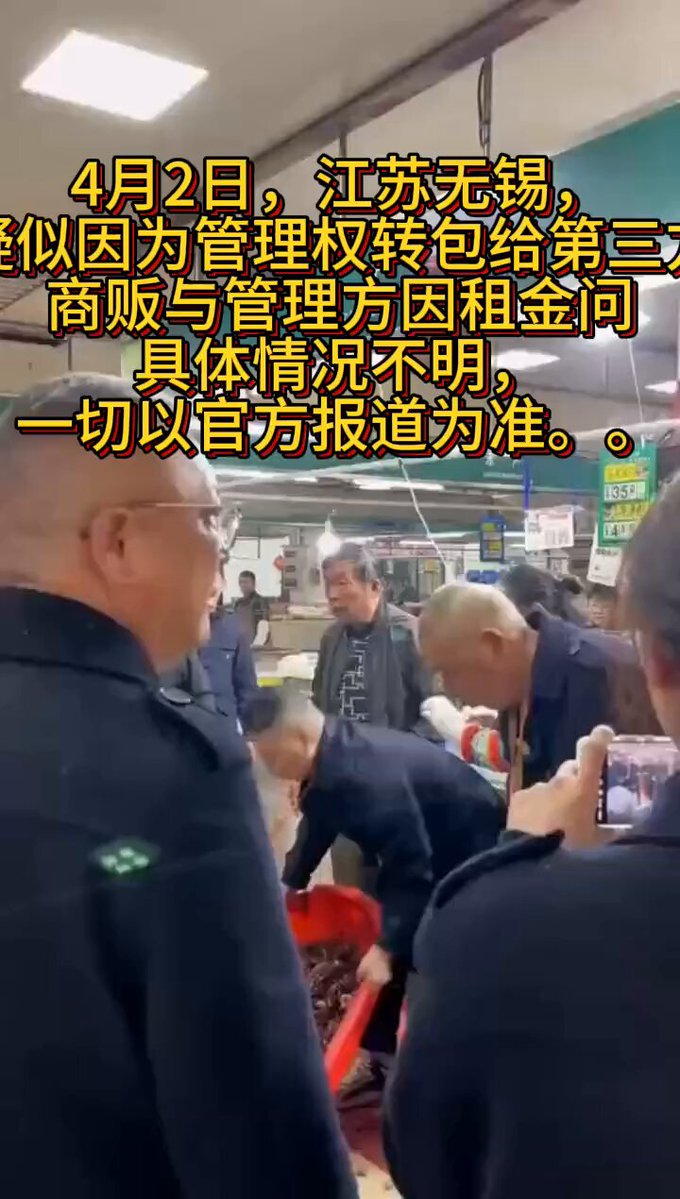 4月2日，江苏无锡，
疑似因为管理权转包给第三方
商贩与管理方因租金问
具体情况不明，
一切以官方报道为准。。
35